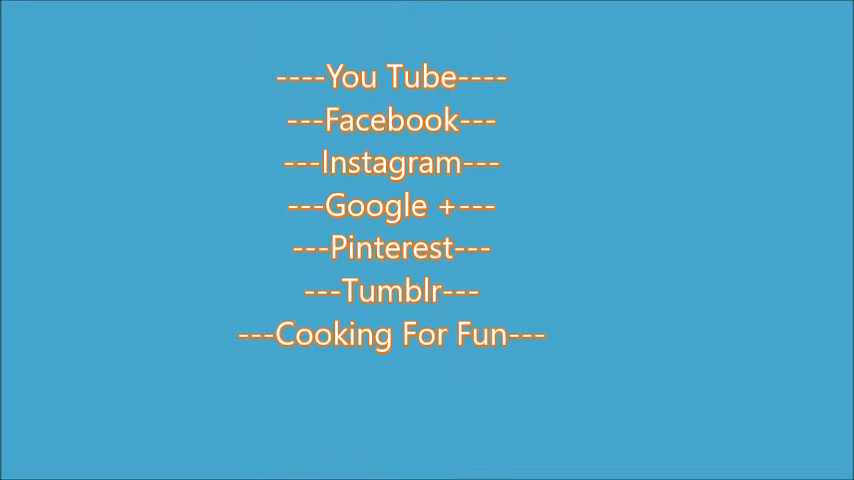 ----You Tube----
---Facebook---
---Instagram---
---Google +---
---Pinterest---
---Tumblr---
---Cooking For Fun---